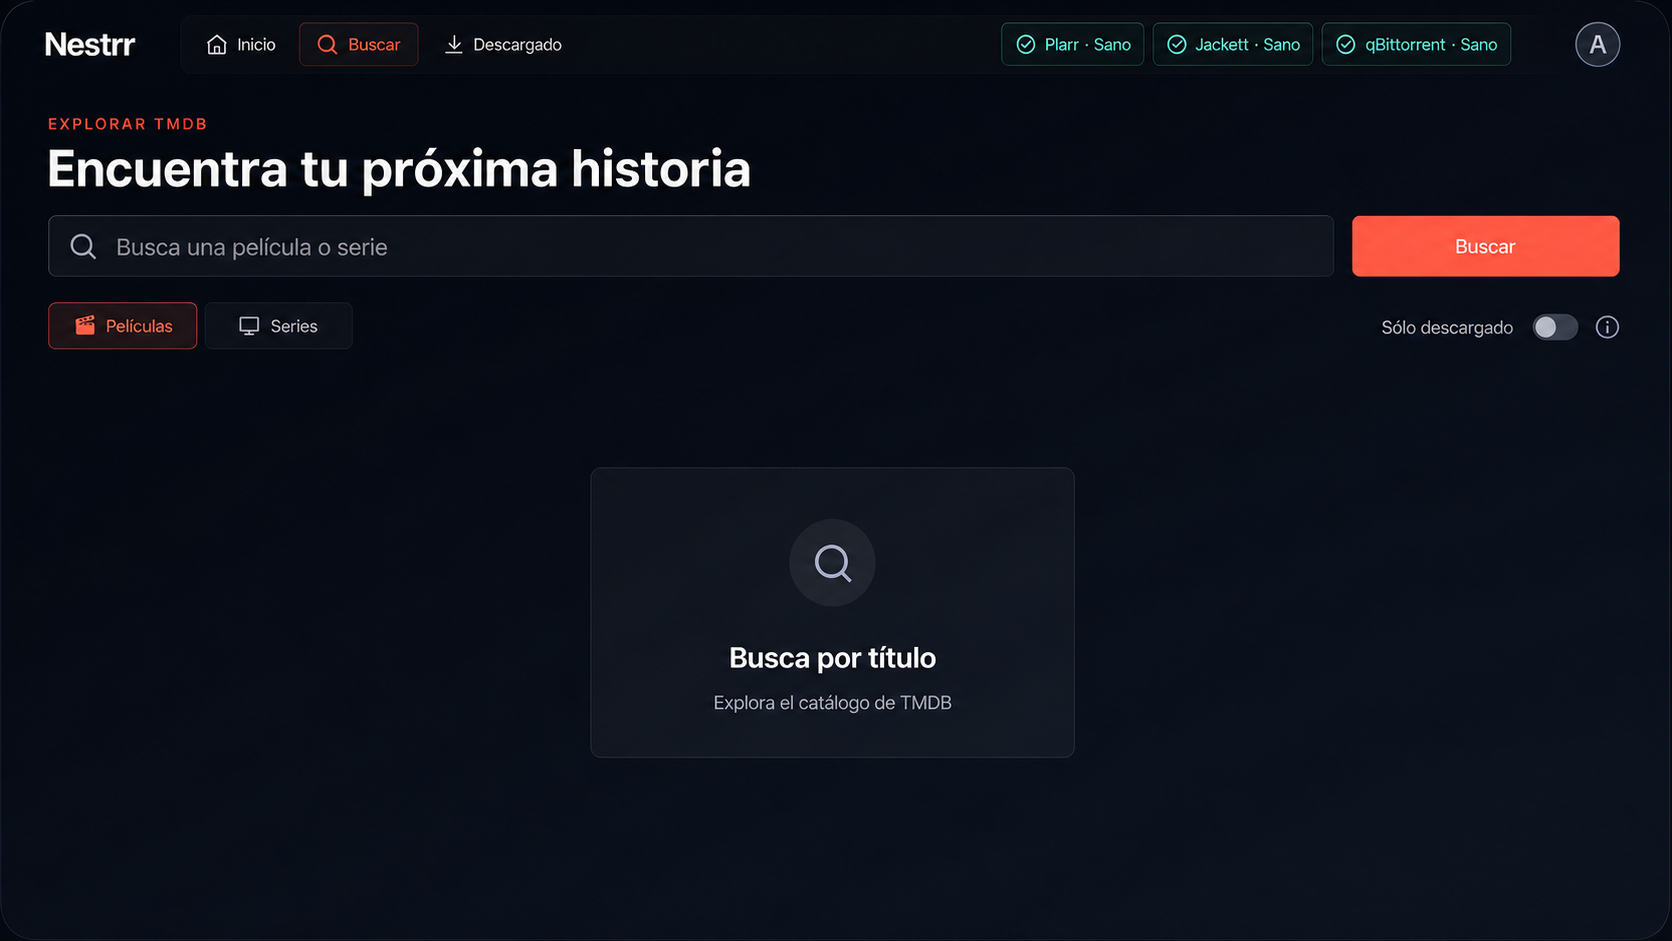 Nestrr
Inicio
Buscar
Descargado
Plarr · Sano
Jackett · Sano
qBittorrent · Sano
A
EXPLORAR TMDB
Encuentra tu próxima historia
Busca una película o serie
Buscar
Películas
Series
Sólo descargado
Busca por título
Explora el catálogo de TMDB